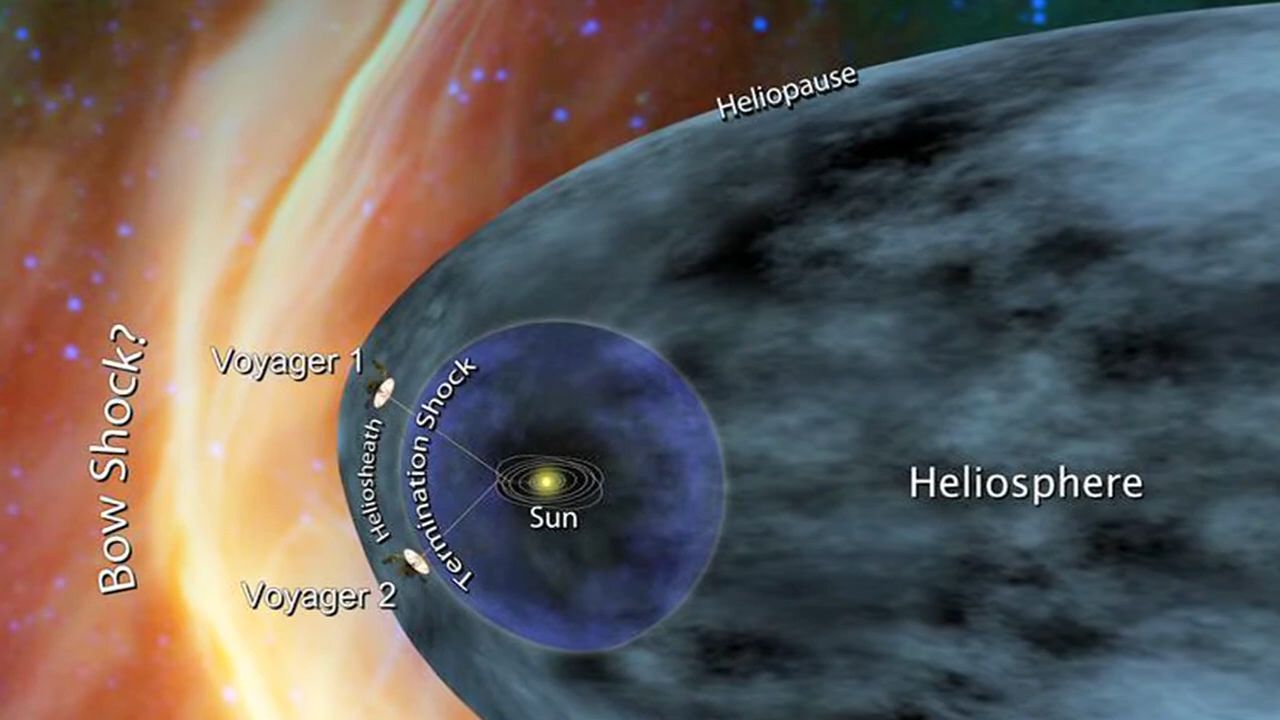 Heliopause
Bow Shock?
Voyager 1
Heliosheath
Termination Shock
Sun
Heliosphere
Voyager 2